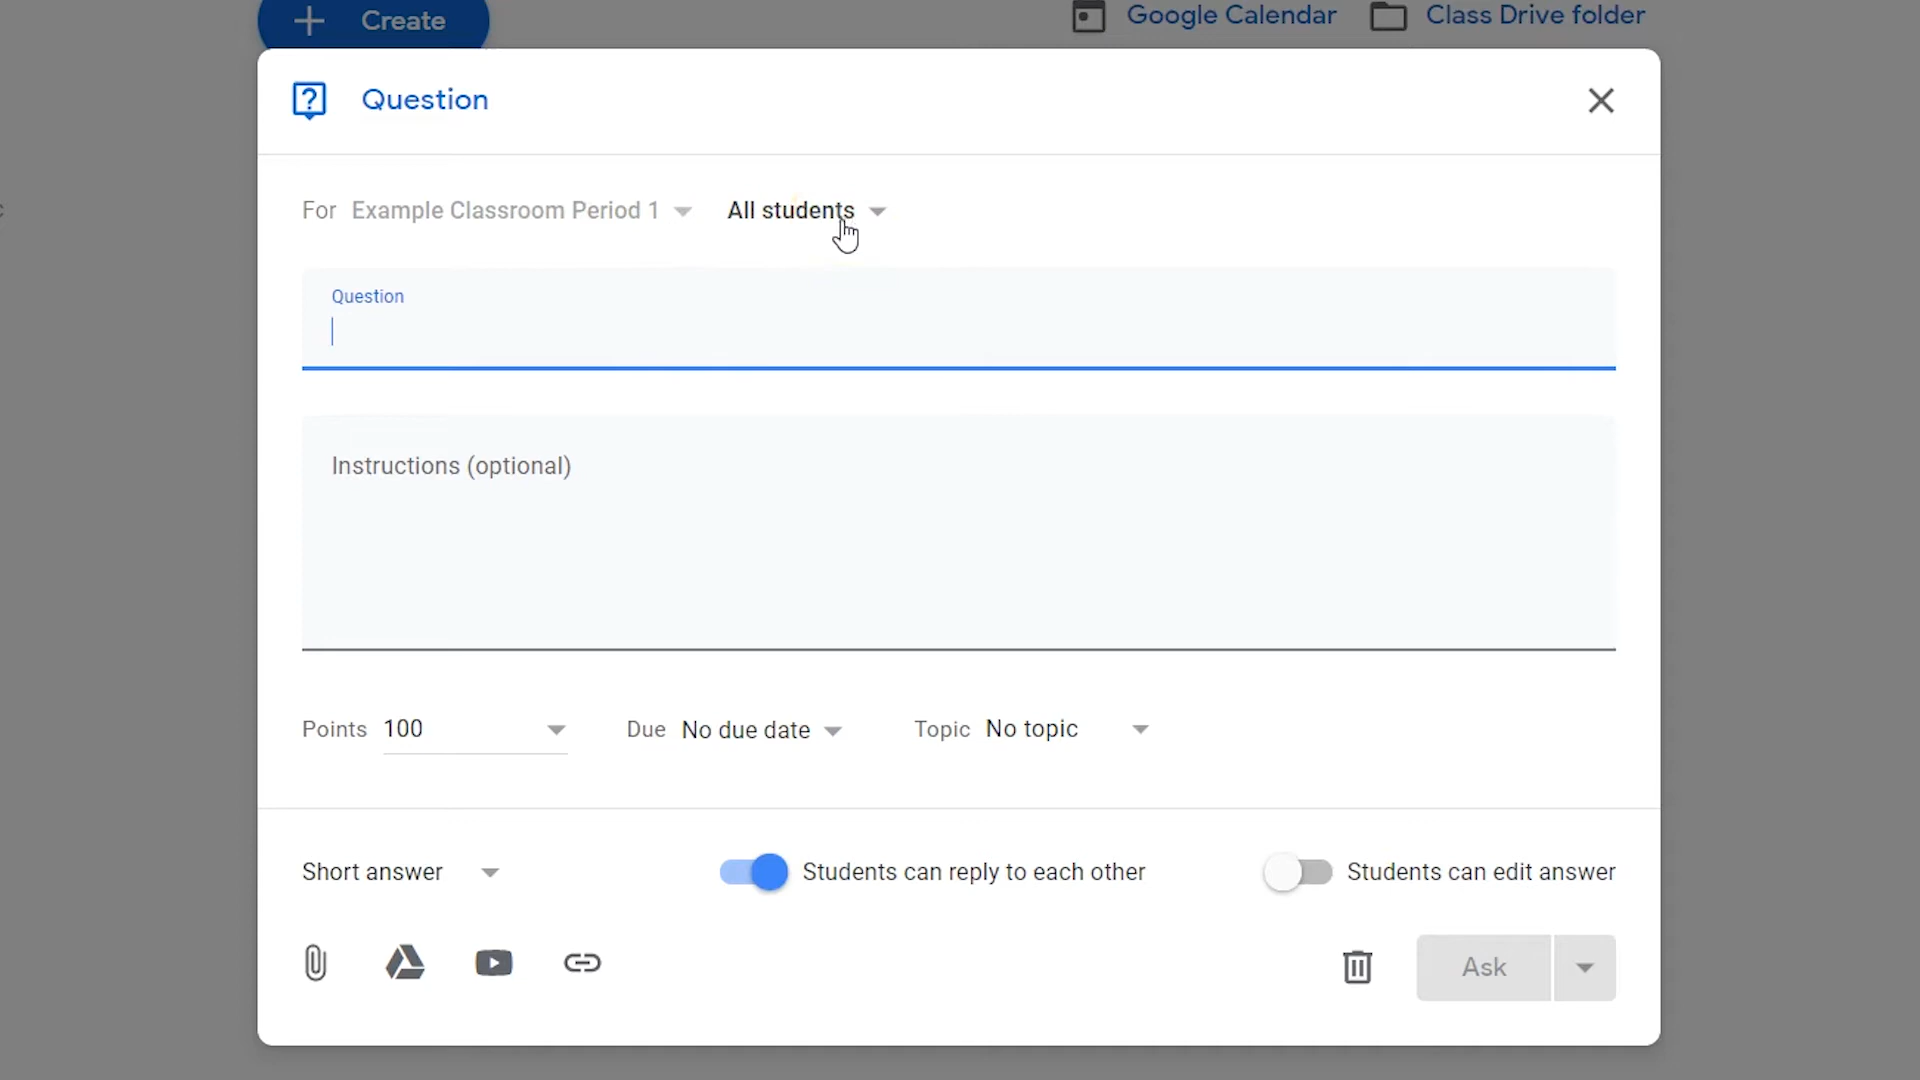 Create
Google Calendar
Class Drive folder
Question
For Example Classroom Period 1
All students
Question
Instructions (optional)
Points 100
Due No due date
Topic No topic
Short answer
Students can reply to each other
Students can edit answer
Ask